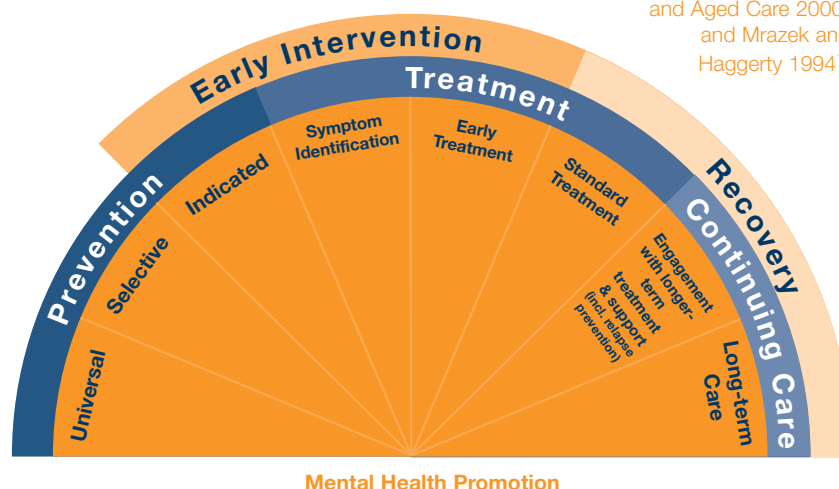 and Aged Care 2000
and Mrazek an
Haggerty 1994
Early Intervention
Treatment
Recovery
Prevention
Continuing Care
Universal
Selective
Indicated
Symptom
Identification
Early
Treatment
Standard
Treatment
Engagement
with longer-
term
treatment
& support
(incl. relapse
prevention)
Long-term
Care
Mental Health Promotion